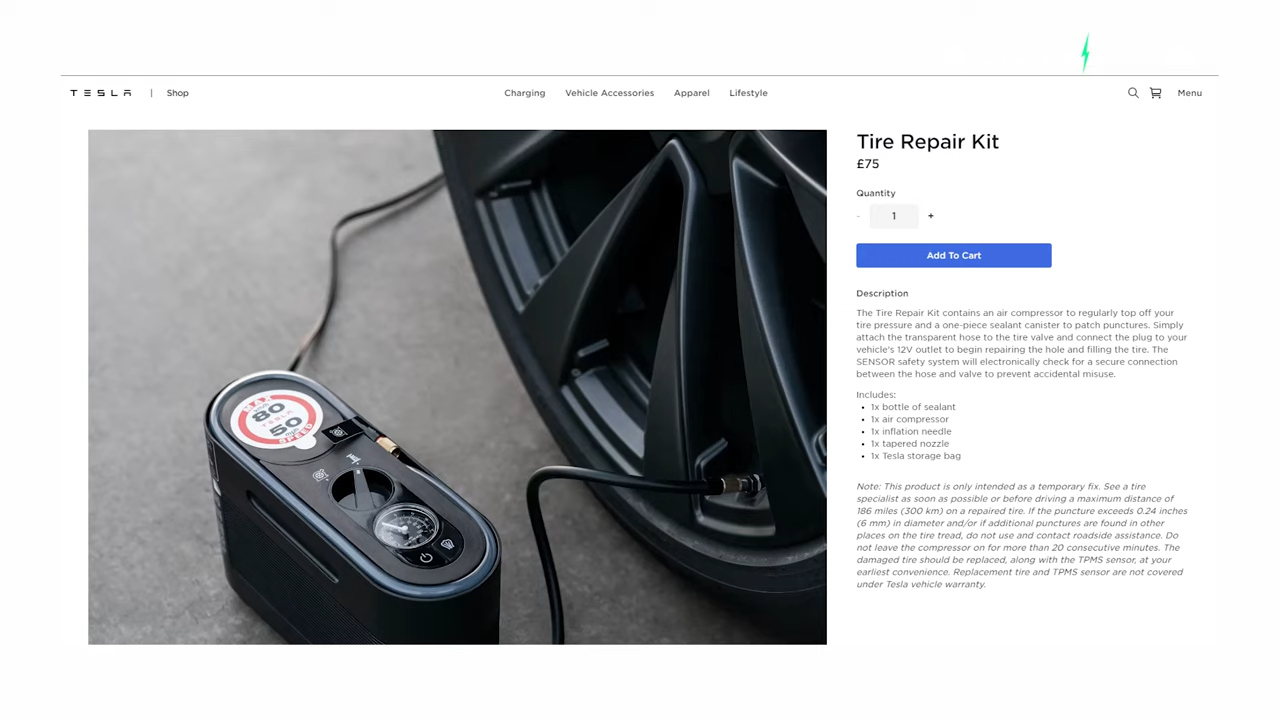 TESLA | Shop
Charging Vehicle Accessories Apparel Lifestyle
Menu
Tire Repair Kit
£75
Quantity
- 1 +
Add To Cart
Description
The Tire Repair Kit contains an air compressor to regularly top off your
tire pressure and a one-piece sealant canister to patch punctures. Simply
attach the transparent hose to the tire valve and connect the plug to your
vehicle's 12V outlet to begin repairing the hole and filling the tire. The
SENSOR safety system will electronically check for a secure connection
between the hose and valve to prevent accidental misuse.
Includes:
• 1x bottle of sealant
• 1x air compressor
• 1x inflation needle
• 1x tapered nozzle
• 1x Tesla storage bag
Note: This product is only intended as a temporary fix. See a tire
specialist as soon as possible or before driving a maximum distance of
186 miles (300 km) on a repaired tire. If the puncture exceeds 0.24 inches
(6 mm) in diameter and/or if additional punctures are found in other
places on the tire tread, do not use and contact roadside assistance. Do
not leave the compressor on for more than 20 consecutive minutes. The
damaged tire should be replaced, along with the TPMS sensor, at your
earliest convenience. Replacement tire and TPMS sensor are not covered
under Tesla vehicle warranty.
MAX
80
km/h
TESLA
50
mph
SPEED